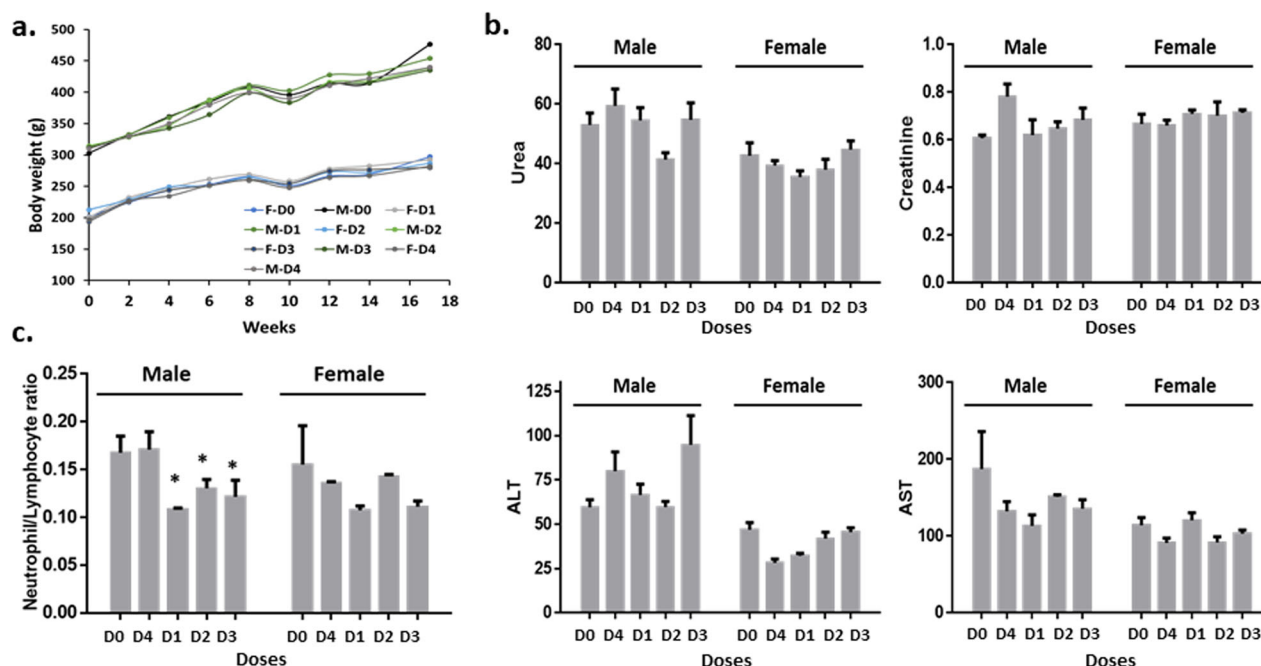 a.
Body weight (g)
500
450
400
350
300
250
200
150
100
F-D0 M-D0 F-D1
M-D1 F-D2 M-D2
F-D3 M-D3 F-D4
M-D4
0 2 4 6 8 10 12 14 16 18
Weeks
b.
Male Female
Urea
80
60
40
20
0
D0 D4 D1 D2 D3 D0 D4 D1 D2 D3
Doses
Male Female
Creatinine
1.0
0.8
0.6
0.4
0.2
0.0
D0 D4 D1 D2 D3 D0 D4 D1 D2 D3
Doses
c.
Male Female
Neutrophil/Lymphocyte ratio
0.25
0.20
0.15
0.10
0.05
0.00
* * *
D0 D4 D1 D2 D3 D0 D4 D1 D2 D3
Doses
Male Female
ALT
125
100
75
50
25
0
D0 D4 D1 D2 D3 D0 D4 D1 D2 D3
Doses
Male Female
AST
300
200
100
0
D0 D4 D1 D2 D3 D0 D4 D1 D2 D3
Doses